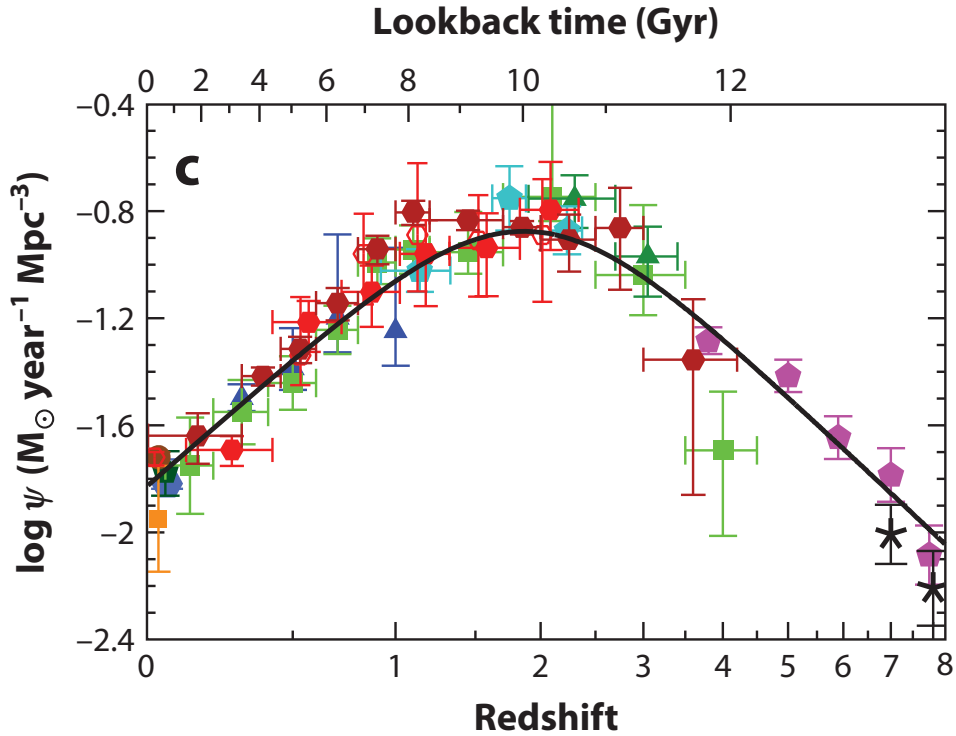 Lookback time (Gyr)
0 2 4 6 8 10 12
−0.4
c
−0.8
−1.2
−1.6
−2
−2.4
log ψ (M⊙ year⁻¹ Mpc⁻³)
0 1 2 3 4 5 6 7 8
Redshift